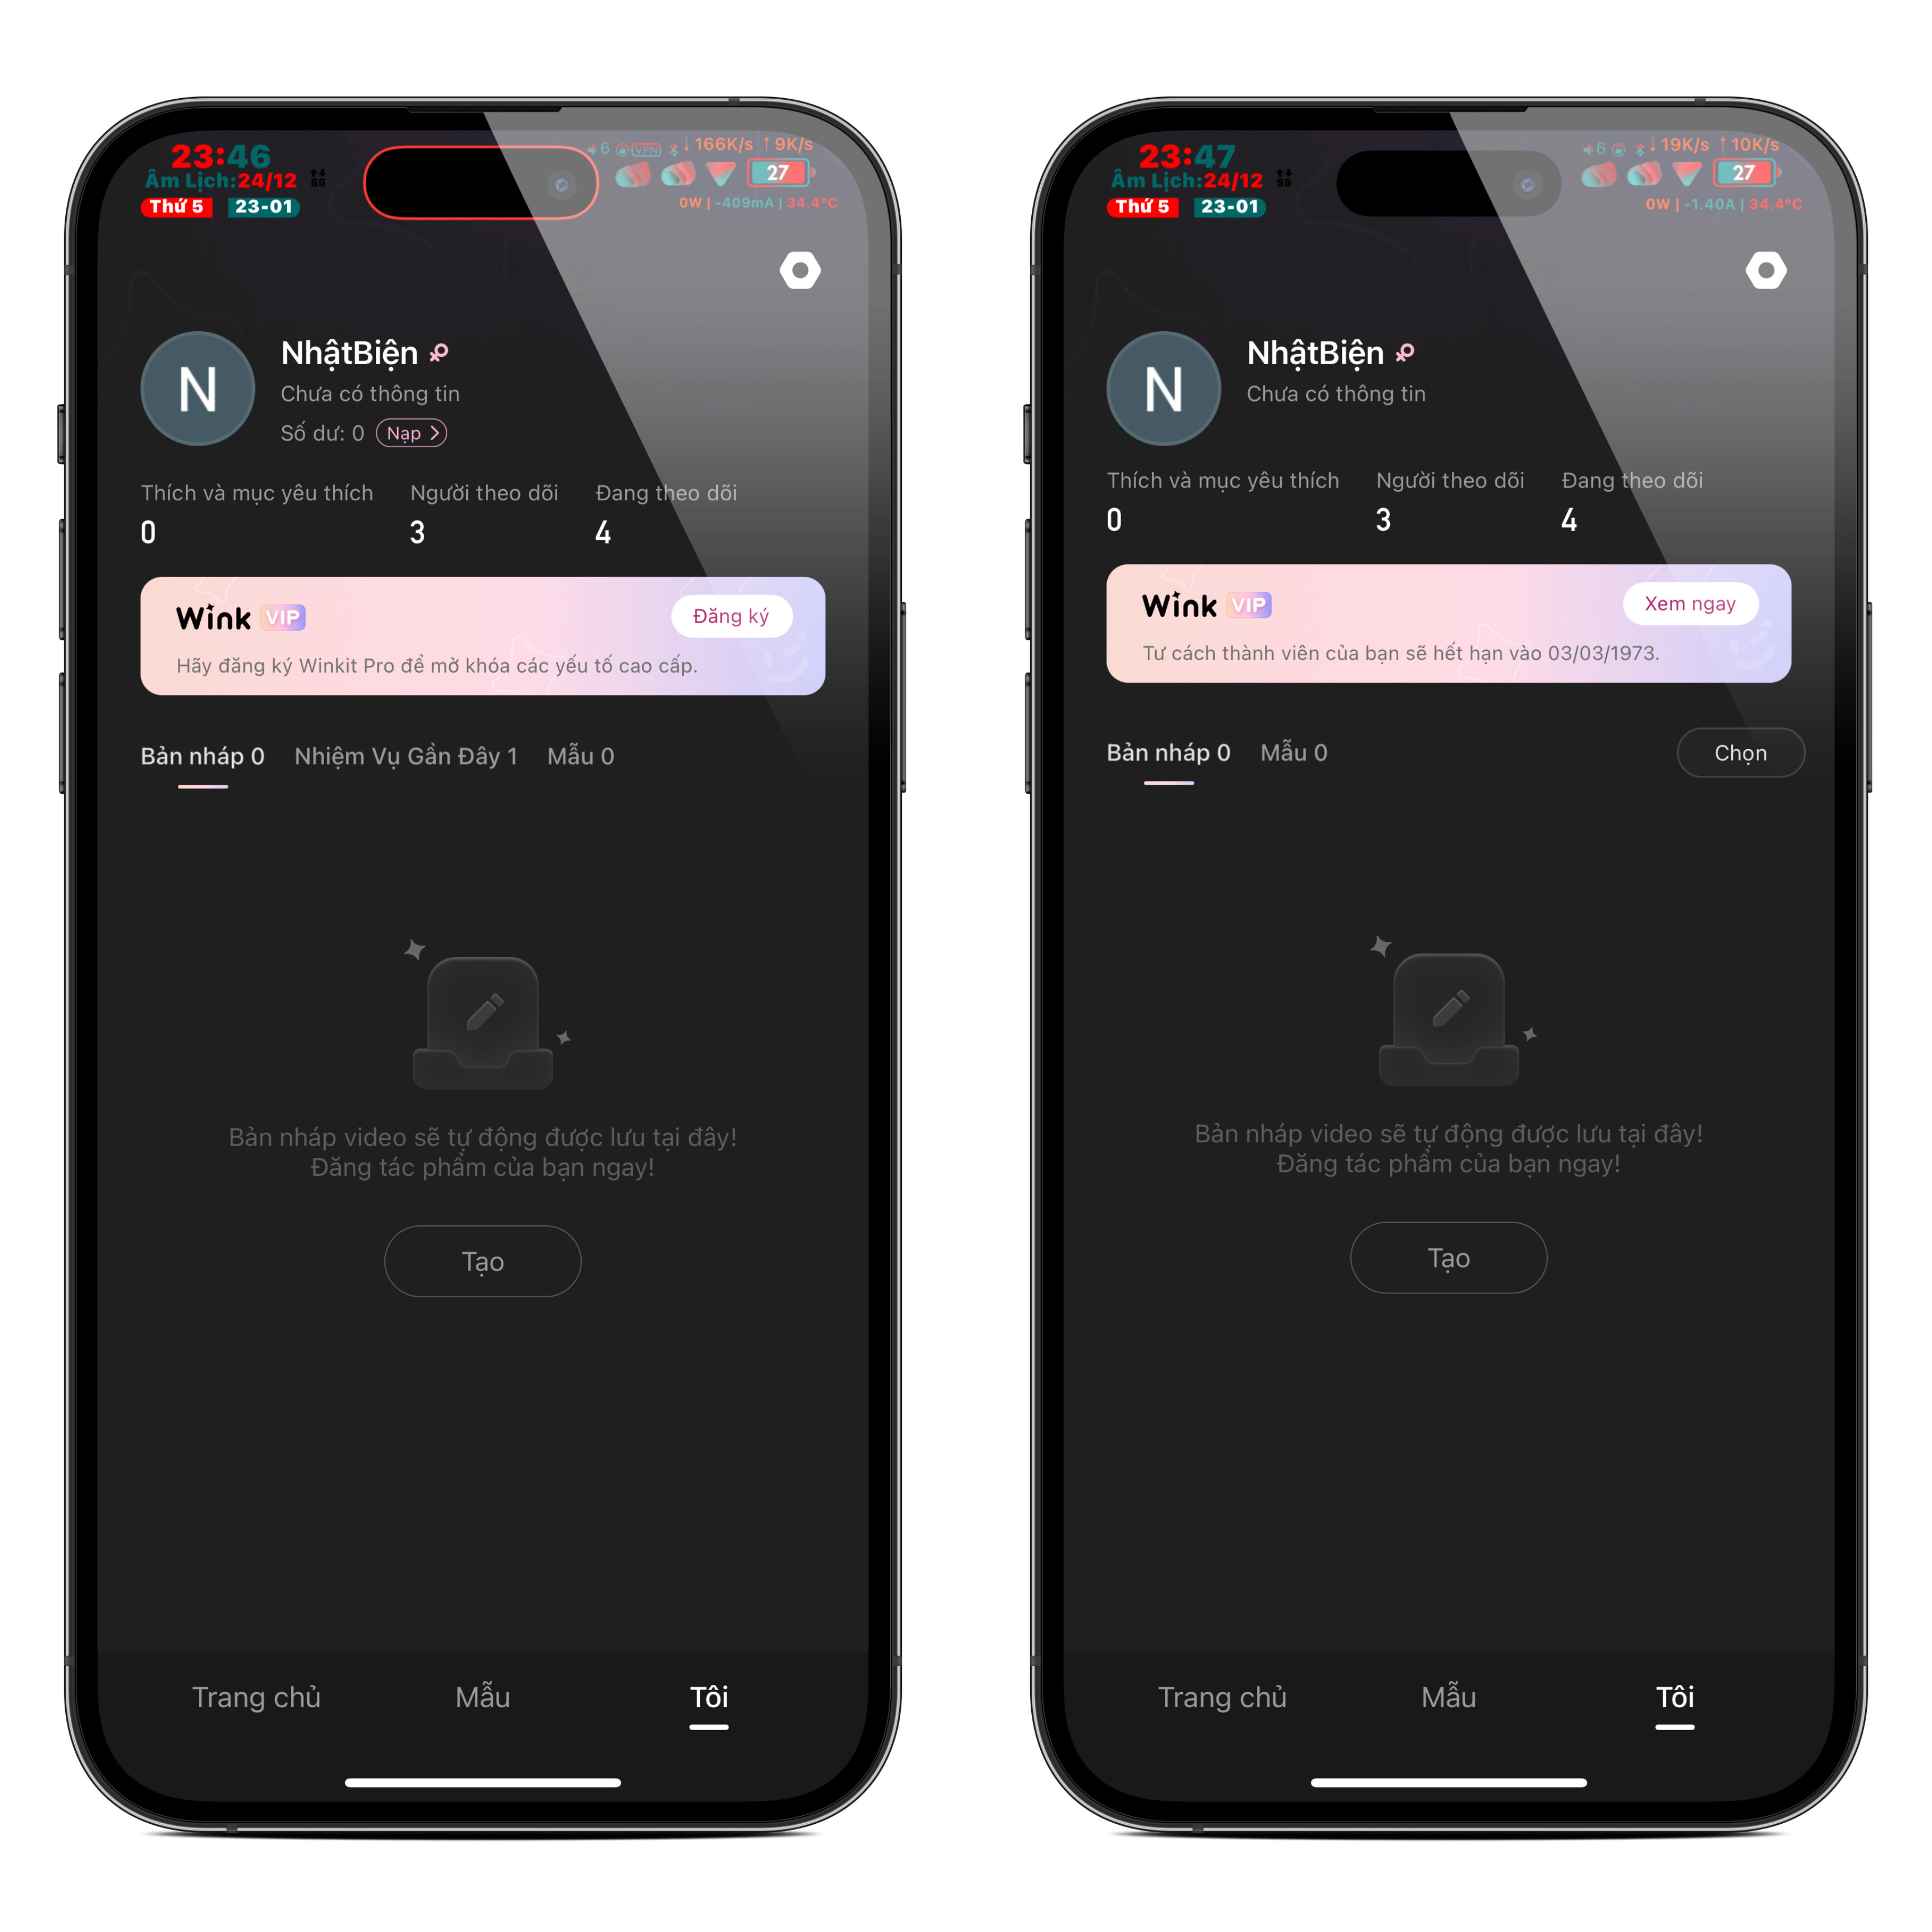 23:46
Âm Lịch:24/12
5G
Thứ 5 23-01
6 VPN ↓166K/s ↑9K/s
27
0W | -409mA | 34.4°C
N
NhậtBiện
Chưa có thông tin
Số dư: 0 Nạp >
Thích và mục yêu thích Người theo dõi Đang theo dõi
0 3 4
Wink VIP Đăng ký
Hãy đăng ký Winkit Pro để mở khóa các yếu tố cao cấp.
Bản nháp 0 Nhiệm Vụ Gần Đây 1 Mẫu 0
Bản nháp video sẽ tự động được lưu tại đây!
Đăng tác phẩm của bạn ngay!
Tạo
Trang chủ Mẫu Tôi
23:47
Âm Lịch:24/12
5G
Thứ 5 23-01
6 ↓19K/s ↑10K/s
27
0W | -1.40A | 34.4°C
N
NhậtBiện
Chưa có thông tin
Thích và mục yêu thích Người theo dõi Đang theo dõi
0 3 4
Wink VIP Xem ngay
Tư cách thành viên của bạn sẽ hết hạn vào 03/03/1973.
Bản nháp 0 Mẫu 0 Chọn
Bản nháp video sẽ tự động được lưu tại đây!
Đăng tác phẩm của bạn ngay!
Tạo
Trang chủ Mẫu Tôi